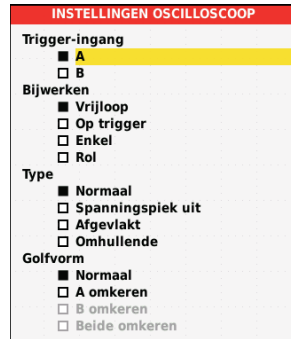 INSTELLINGEN OSCILLOSCOOP
Trigger-ingang
A
B
Bijwerken
Vrijloop
Op trigger
Enkel
Rol
Type
Normaal
Spanningspiek uit
Afgevlakt
Omhullende
Golfvorm
Normaal
A omkeren
B omkeren
Beide omkeren